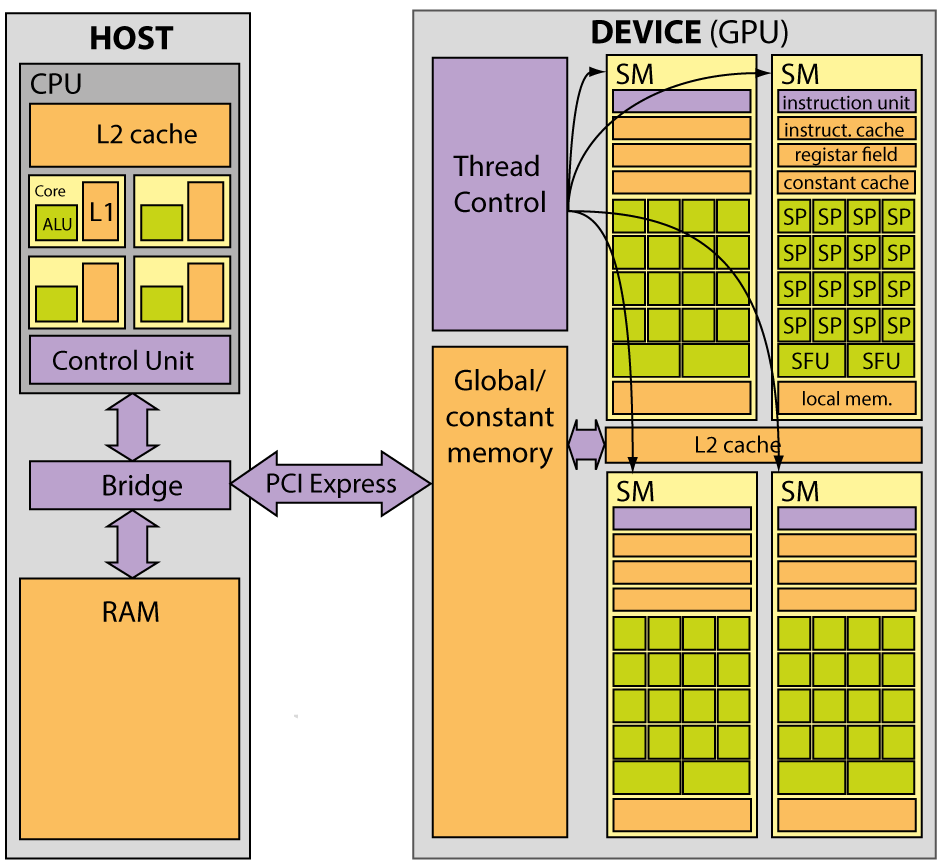 HOST
CPU
L2 cache
Core
ALU
L1
Control Unit
Bridge
RAM
PCI Express
DEVICE (GPU)
Thread
Control
Global/
constant
memory
SM
SM
instruction unit
instruct. cache
registar field
constant cache
SP SP SP SP
SP SP SP SP
SP SP SP SP
SP SP SP SP
SFU SFU
local mem.
L2 cache
SM
SM